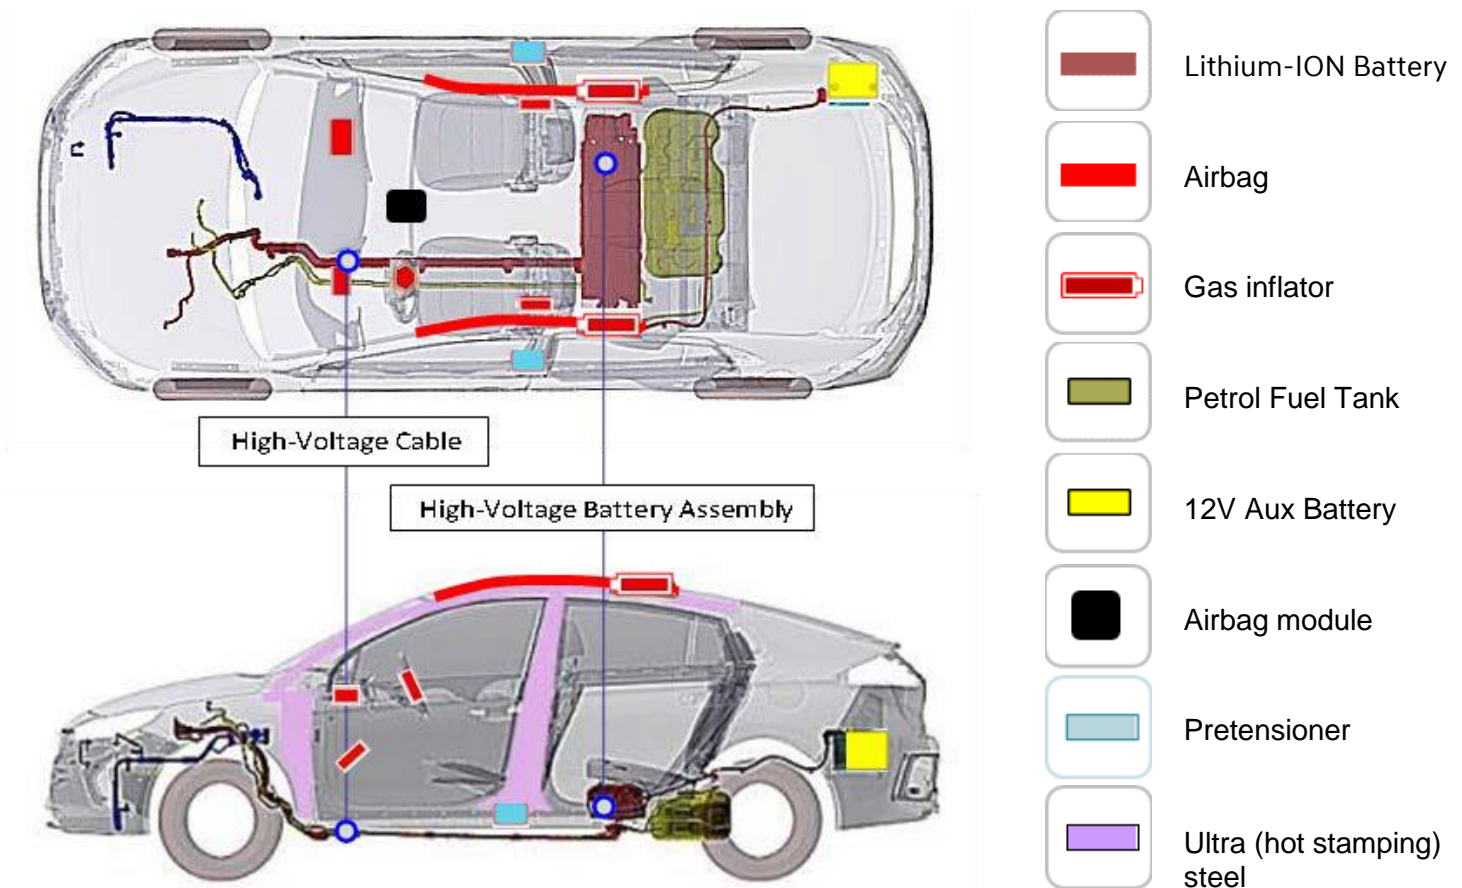 Lithium-ION Battery
Airbag
Gas inflator
Petrol Fuel Tank
High-Voltage Cable
High-Voltage Battery Assembly
12V Aux Battery
Airbag module
Pretensioner
Ultra (hot stamping)
steel